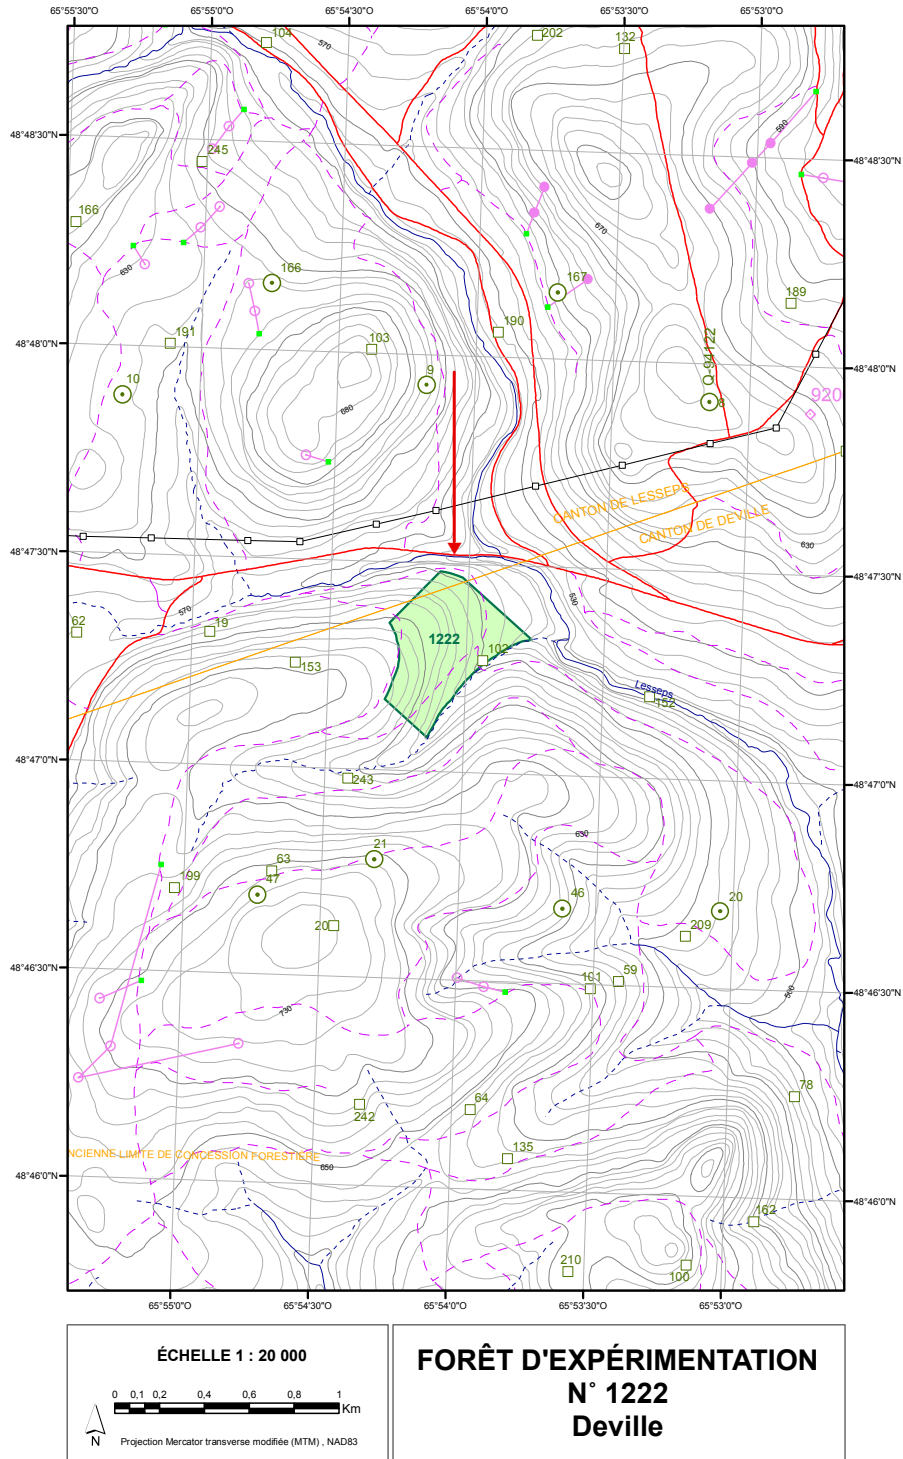 65°55'30"O 65°55'0"O 65°54'30"O 65°54'0"O 65°53'30"O 65°53'0"O
104 570 202 132
590
48°48'30"N
48°48'30"N
245
166
670
630
166 167 189
191 103 190
48°48'0"N
48°48'0"N
10 9 Q-94122
8 920
680
CANTON DE LESSEPS
CANTON DE DEVILLE
630
48°47'30"N
48°47'30"N
570 530
62 19
1222 102
153
Lesseps
152
48°47'0"N
48°47'0"N
243
630
21
63
199 47 46 20
20 209
48°46'30"N
48°46'30"N
101 59
500
730
78
64
242
135
NCIENNE LIMITE DE CONCESSION FORESTIÈRE
650
48°46'0"N
48°46'0"N
162
210 100
65°55'0"O 65°54'30"O 65°54'0"O 65°53'30"O 65°53'0"O
ÉCHELLE 1 : 20 000
0 0,1 0,2 0,4 0,6 0,8 1
Km
N
Projection Mercator transverse modifiée (MTM) , NAD83
FORÊT D'EXPÉRIMENTATION
N° 1222
Deville